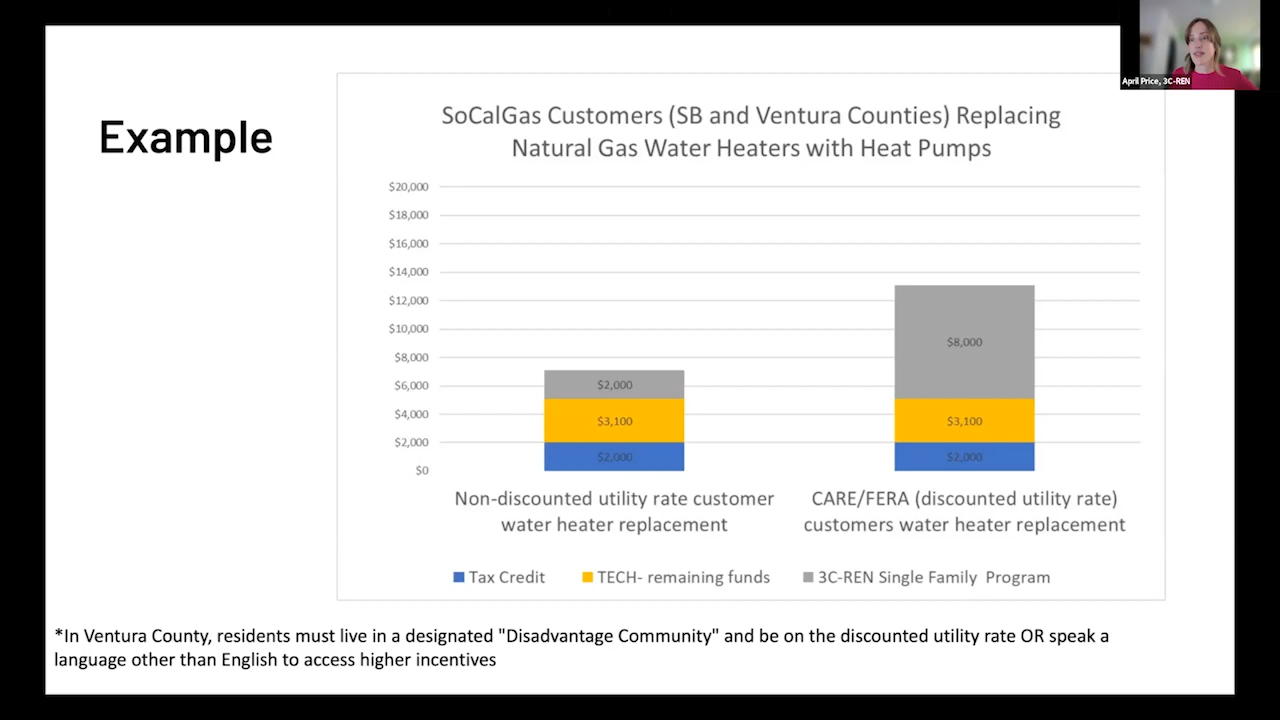 April Price, 3C-REN
Example
SoCalGas Customers (SB and Ventura Counties) Replacing
Natural Gas Water Heaters with Heat Pumps
$20,000
$18,000
$16,000
$14,000
$12,000
$10,000
$8,000
$6,000
$4,000
$2,000
$0
$2,000
$3,100
$2,000
$8,000
$3,100
$2,000
Non-discounted utility rate customer
water heater replacement
CARE/FERA (discounted utility rate)
customers water heater replacement
Tax Credit
TECH- remaining funds
3C-REN Single Family Program
*In Ventura County, residents must live in a designated "Disadvantage Community" and be on the discounted utility rate OR speak a
language other than English to access higher incentives